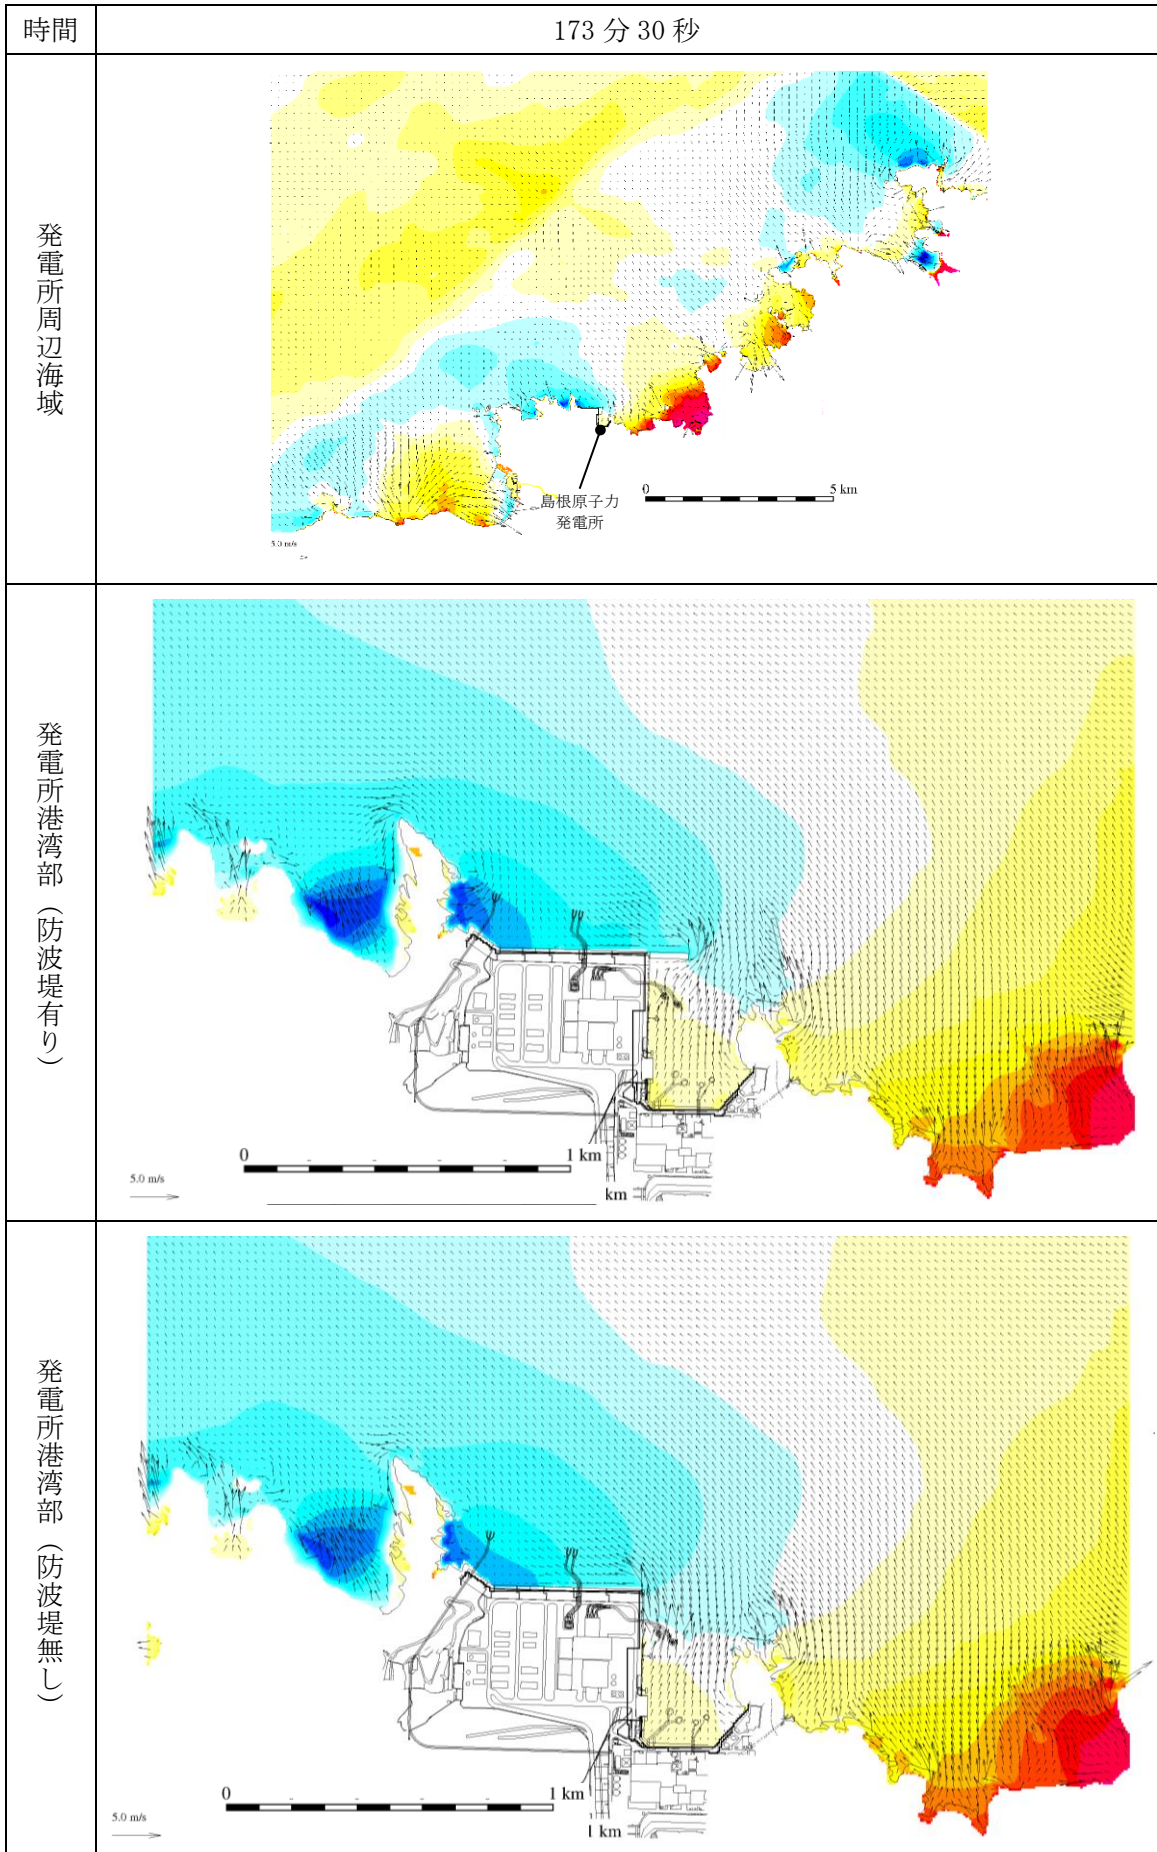 時間
173 分 30 秒
発電所周辺海域
島根原子力
発電所
0
5 km
5.0 m/s
発電所港湾部（防波堤有り）
0
1 km
5.0 m/s
km
発電所港湾部（防波堤無し）
0
1 km
5.0 m/s
1 km